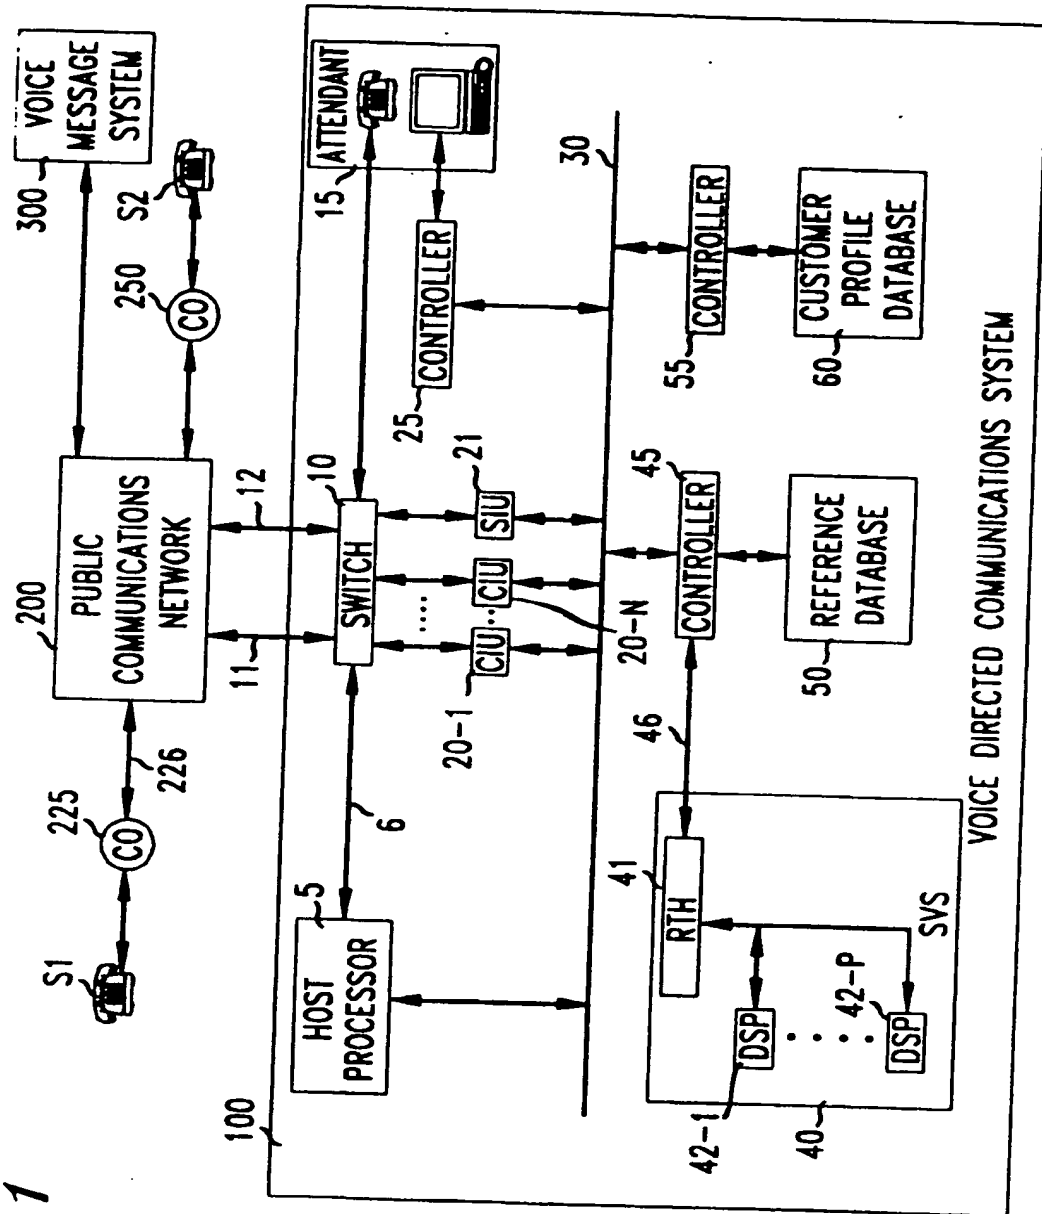 1
S1
225
CO
226
200
PUBLIC
COMMUNICATIONS
NETWORK
300
VOICE
MESSAGE
SYSTEM
250
CO
S2
100
11
12
HOST
PROCESSOR
5
6
SWITCH
10
15
ATTENDANT
25
CONTROLLER
20-1
CIU
.....
..
CIU
20-N
SIU
21
30
46
CONTROLLER
45
55
CONTROLLER
41
RTH
42-1
DSP
. . . . .
42-P
DSP
SVS
40
50
REFERENCE
DATABASE
60
CUSTOMER
PROFILE
DATABASE
VOICE DIRECTED COMMUNICATIONS SYSTEM